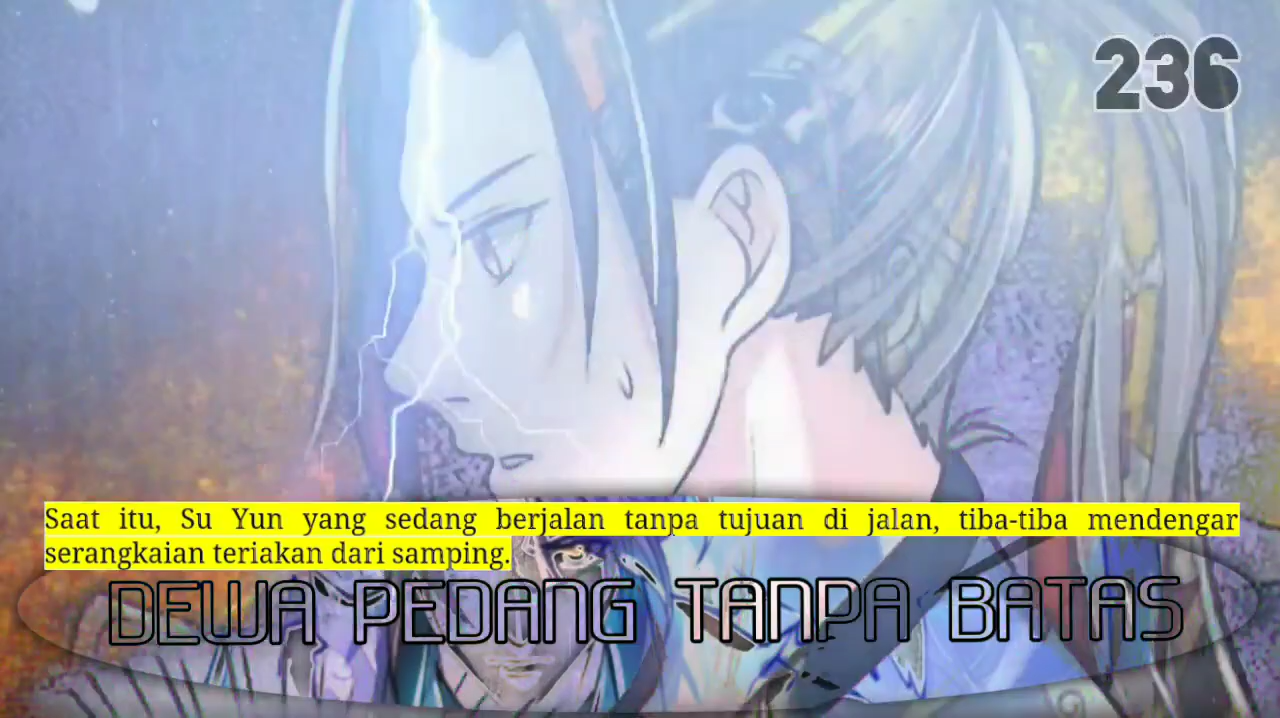 236
Saat itu, Su Yun yang sedang berjalan tanpa tujuan di jalan, tiba-tiba mendengar
serangkaian teriakan dari samping.
DEWA PEDANG TANPA BATAS